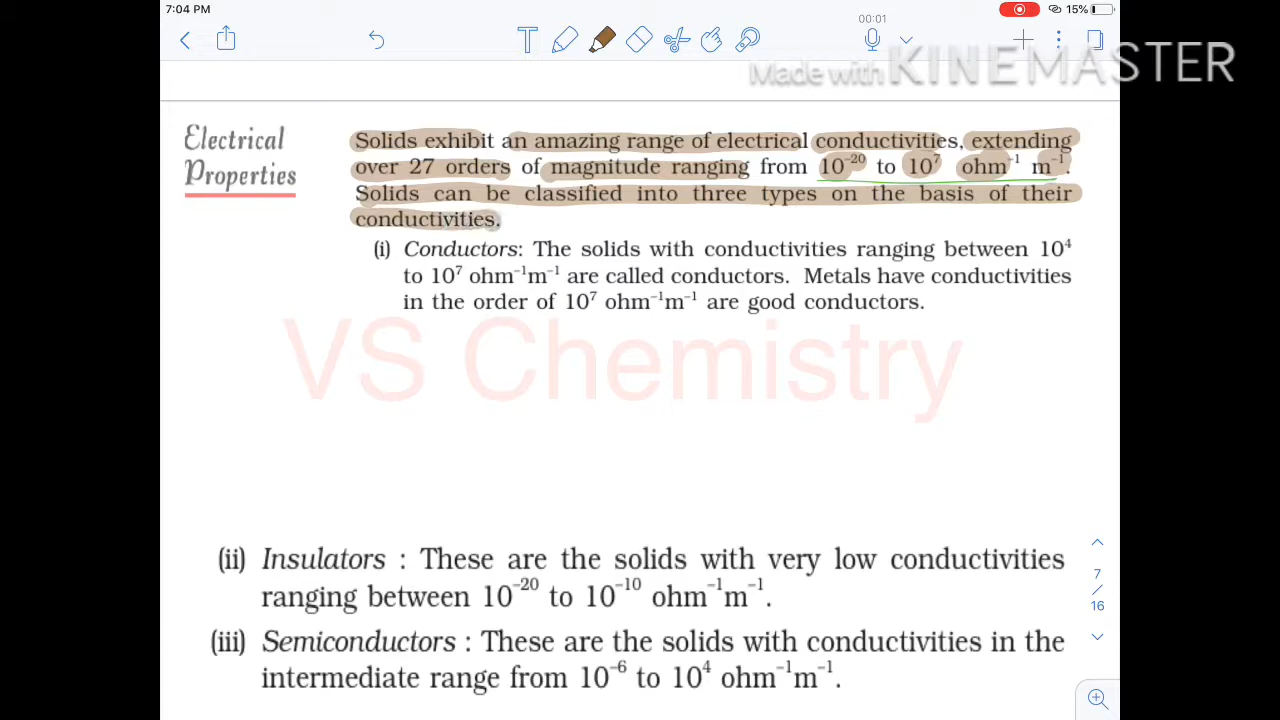 7:04 PM
15%
00:01
Made with KINEMASTER
Electrical
Properties
Solids exhibit an amazing range of electrical conductivities, extending
over 27 orders of magnitude ranging from 10⁻²⁰ to 10⁷ ohm⁻¹ m⁻¹.
Solids can be classified into three types on the basis of their
conductivities.
(i) Conductors: The solids with conductivities ranging between 10⁴
to 10⁷ ohm⁻¹m⁻¹ are called conductors. Metals have conductivities
in the order of 10⁷ ohm⁻¹m⁻¹ are good conductors.
VS Chemistry
(ii) Insulators : These are the solids with very low conductivities
ranging between 10⁻²⁰ to 10⁻¹⁰ ohm⁻¹m⁻¹.
(iii) Semiconductors : These are the solids with conductivities in the
intermediate range from 10⁻⁶ to 10⁴ ohm⁻¹m⁻¹.
7
/
16